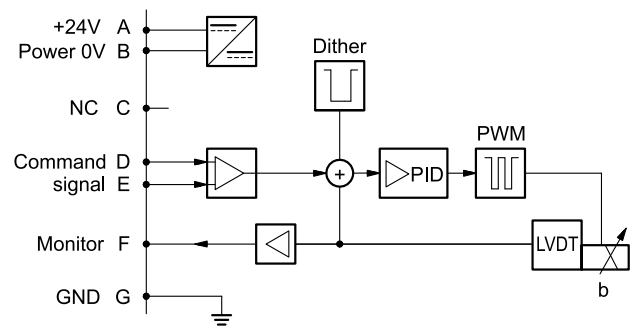 +24V A
Power 0V B
Dither
NC C
PWM
Command D
signal E
+
PID
Monitor F
LVDT
GND G
b